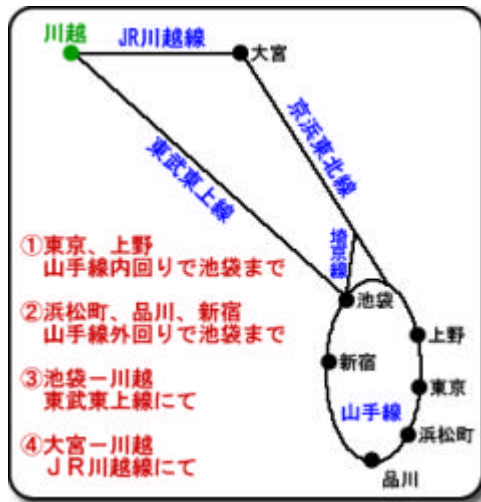 川越
JR川越線
大宮
京浜東北線
東武東上線
埼京線
①東京、上野
山手線内回りで池袋まで
池袋
②浜松町、品川、新宿
山手線外回りで池袋まで
上野
新宿
③池袋－川越
東武東上線にて
東京
山手線
浜松町
④大宮－川越
ＪＲ川越線にて
品川